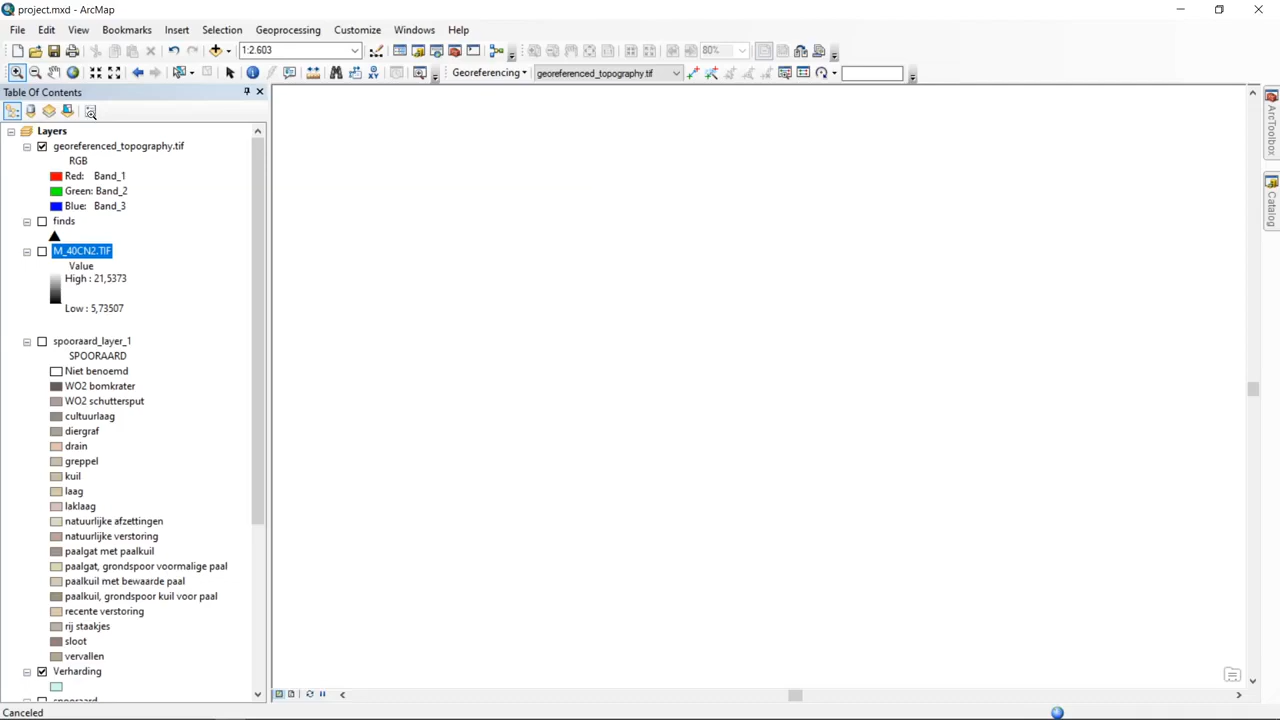 project.mxd - ArcMap
File Edit View Bookmarks Insert Selection Geoprocessing Customize Windows Help
1:2.603
80%
Georeferencing
georeferenced_topography.tif
Table Of Contents
Layers
georeferenced_topography.tif
RGB
Red: Band_1
Green: Band_2
Blue: Band_3
finds
M_40CN2.TIF
Value
High : 21,5373
Low : 5,73507
spooraard_layer_1
SPOORAARD
Niet benoemd
WO2 bomkrater
WO2 schuttersput
cultuurlaag
diergraf
drain
greppel
kuil
laag
laklaag
natuurlijke afzettingen
natuurlijke verstoring
paalgat met paalkuil
paalgat, grondspoor voormalige paal
paalkuil met bewaarde paal
paalkuil, grondspoor kuil voor paal
recente verstoring
rij staakjes
sloot
vervallen
Verharding
ArcToolbox
Catalog
Canceled